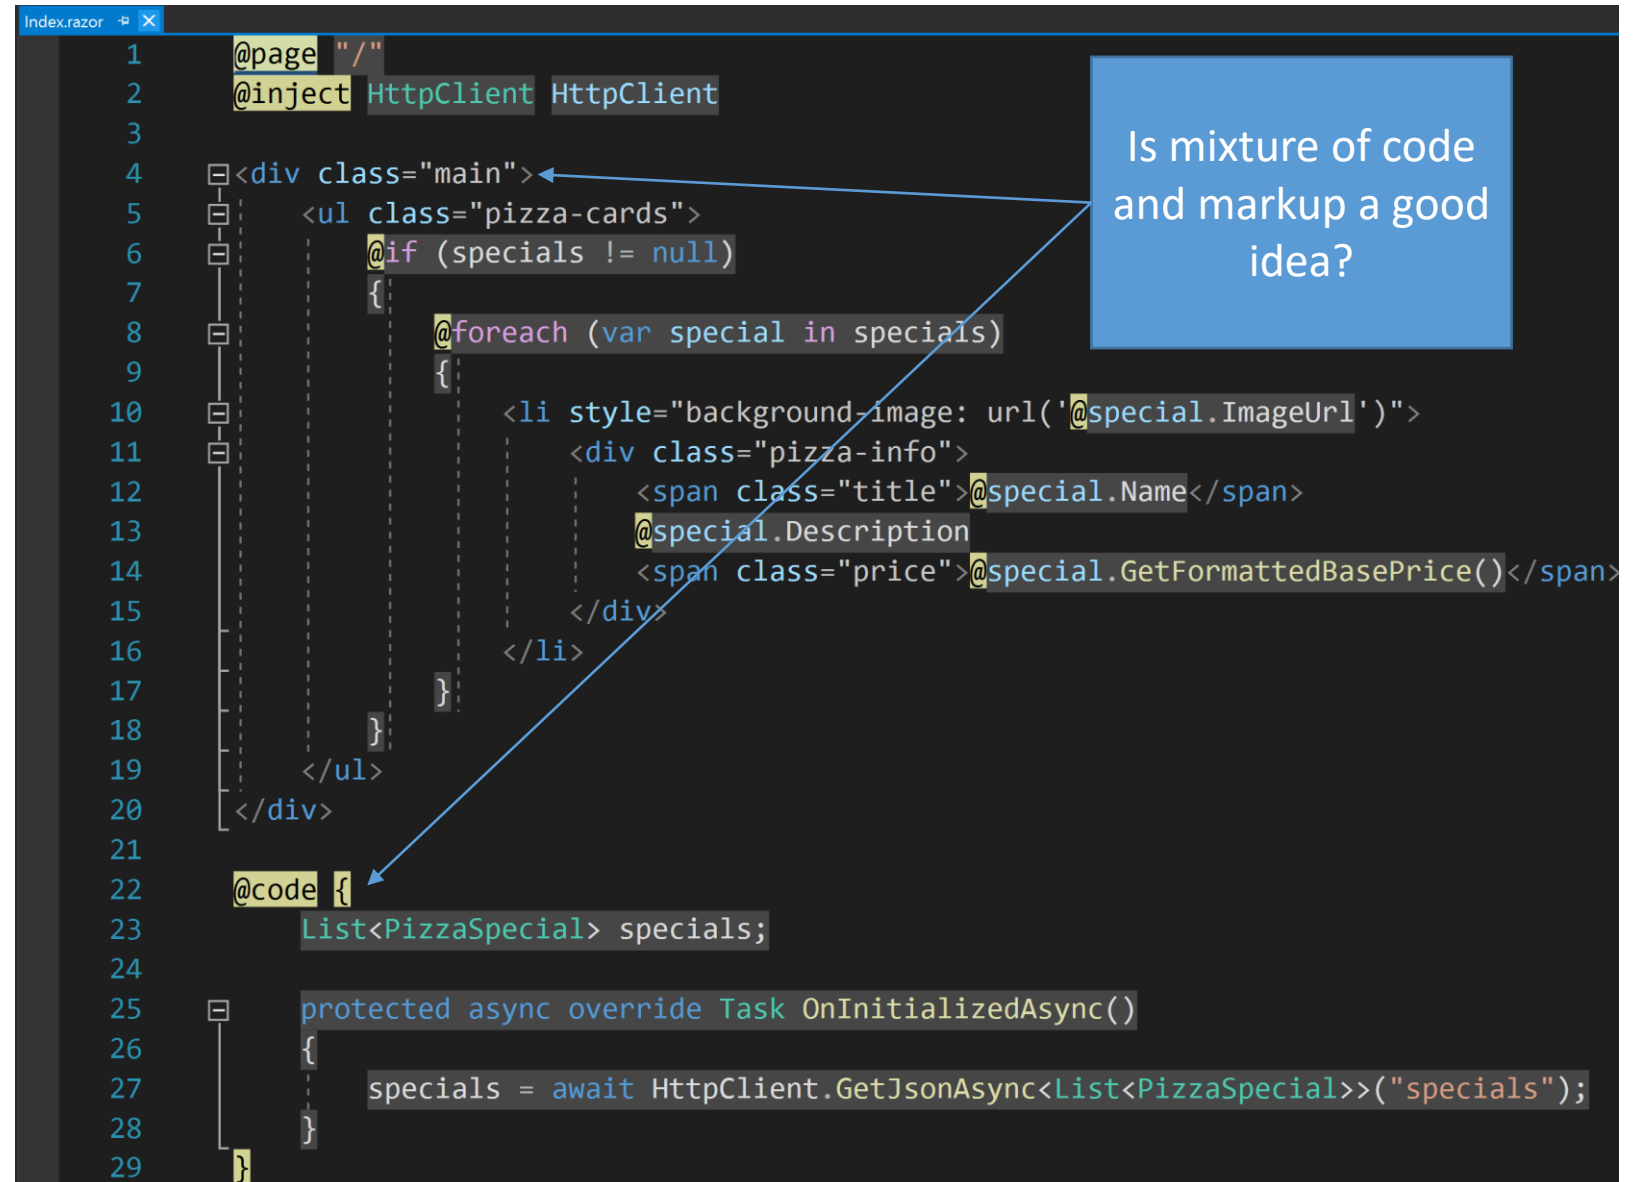 Index.razor
1 @page "/"
2 @inject HttpClient HttpClient
3
4 <div class="main">
5 <ul class="pizza-cards">
6 @if (specials != null)
7 {
8 @foreach (var special in specials)
9 {
10 <li style="background-image: url('@special.ImageUrl')">
11 <div class="pizza-info">
12 <span class="title">@special.Name</span>
13 @special.Description
14 <span class="price">@special.GetFormattedBasePrice()</span>
15 </div>
16 </li>
17 }
18 }
19 </ul>
20 </div>
21
22 @code {
23 List<PizzaSpecial> specials;
24
25 protected async override Task OnInitializedAsync()
26 {
27 specials = await HttpClient.GetJsonAsync<List<PizzaSpecial>>("specials");
28 }
29 }
Is mixture of code
and markup a good
idea?